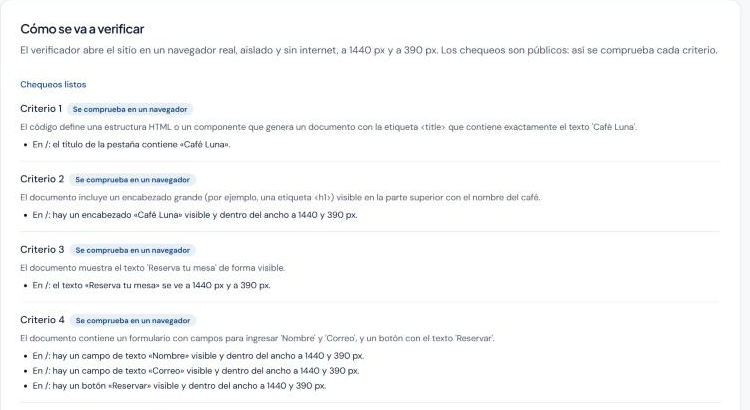 Cómo se va a verificar
El verificador abre el sitio en un navegador real, aislado y sin internet, a 1440 px y a 390 px. Los chequeos son públicos: así se comprueba cada criterio.
Chequeos listos
Criterio 1 Se comprueba en un navegador
El código define una estructura HTML o un componente que genera un documento con la etiqueta <title> que contiene exactamente el texto 'Café Luna'.
• En /: el título de la pestaña contiene «Café Luna».
Criterio 2 Se comprueba en un navegador
El documento incluye un encabezado grande (por ejemplo, una etiqueta <h1>) visible en la parte superior con el nombre del café.
• En /: hay un encabezado «Café Luna» visible y dentro del ancho a 1440 y 390 px.
Criterio 3 Se comprueba en un navegador
El documento muestra el texto 'Reserva tu mesa' de forma visible.
• En /: el texto «Reserva tu mesa» se ve a 1440 px y a 390 px.
Criterio 4 Se comprueba en un navegador
El documento contiene un formulario con campos para ingresar 'Nombre' y 'Correo', y un botón con el texto 'Reservar'.
• En /: hay un campo de texto «Nombre» visible y dentro del ancho a 1440 y 390 px.
• En /: hay un campo de texto «Correo» visible y dentro del ancho a 1440 y 390 px.
• En /: hay un botón «Reservar» visible y dentro del ancho a 1440 y 390 px.